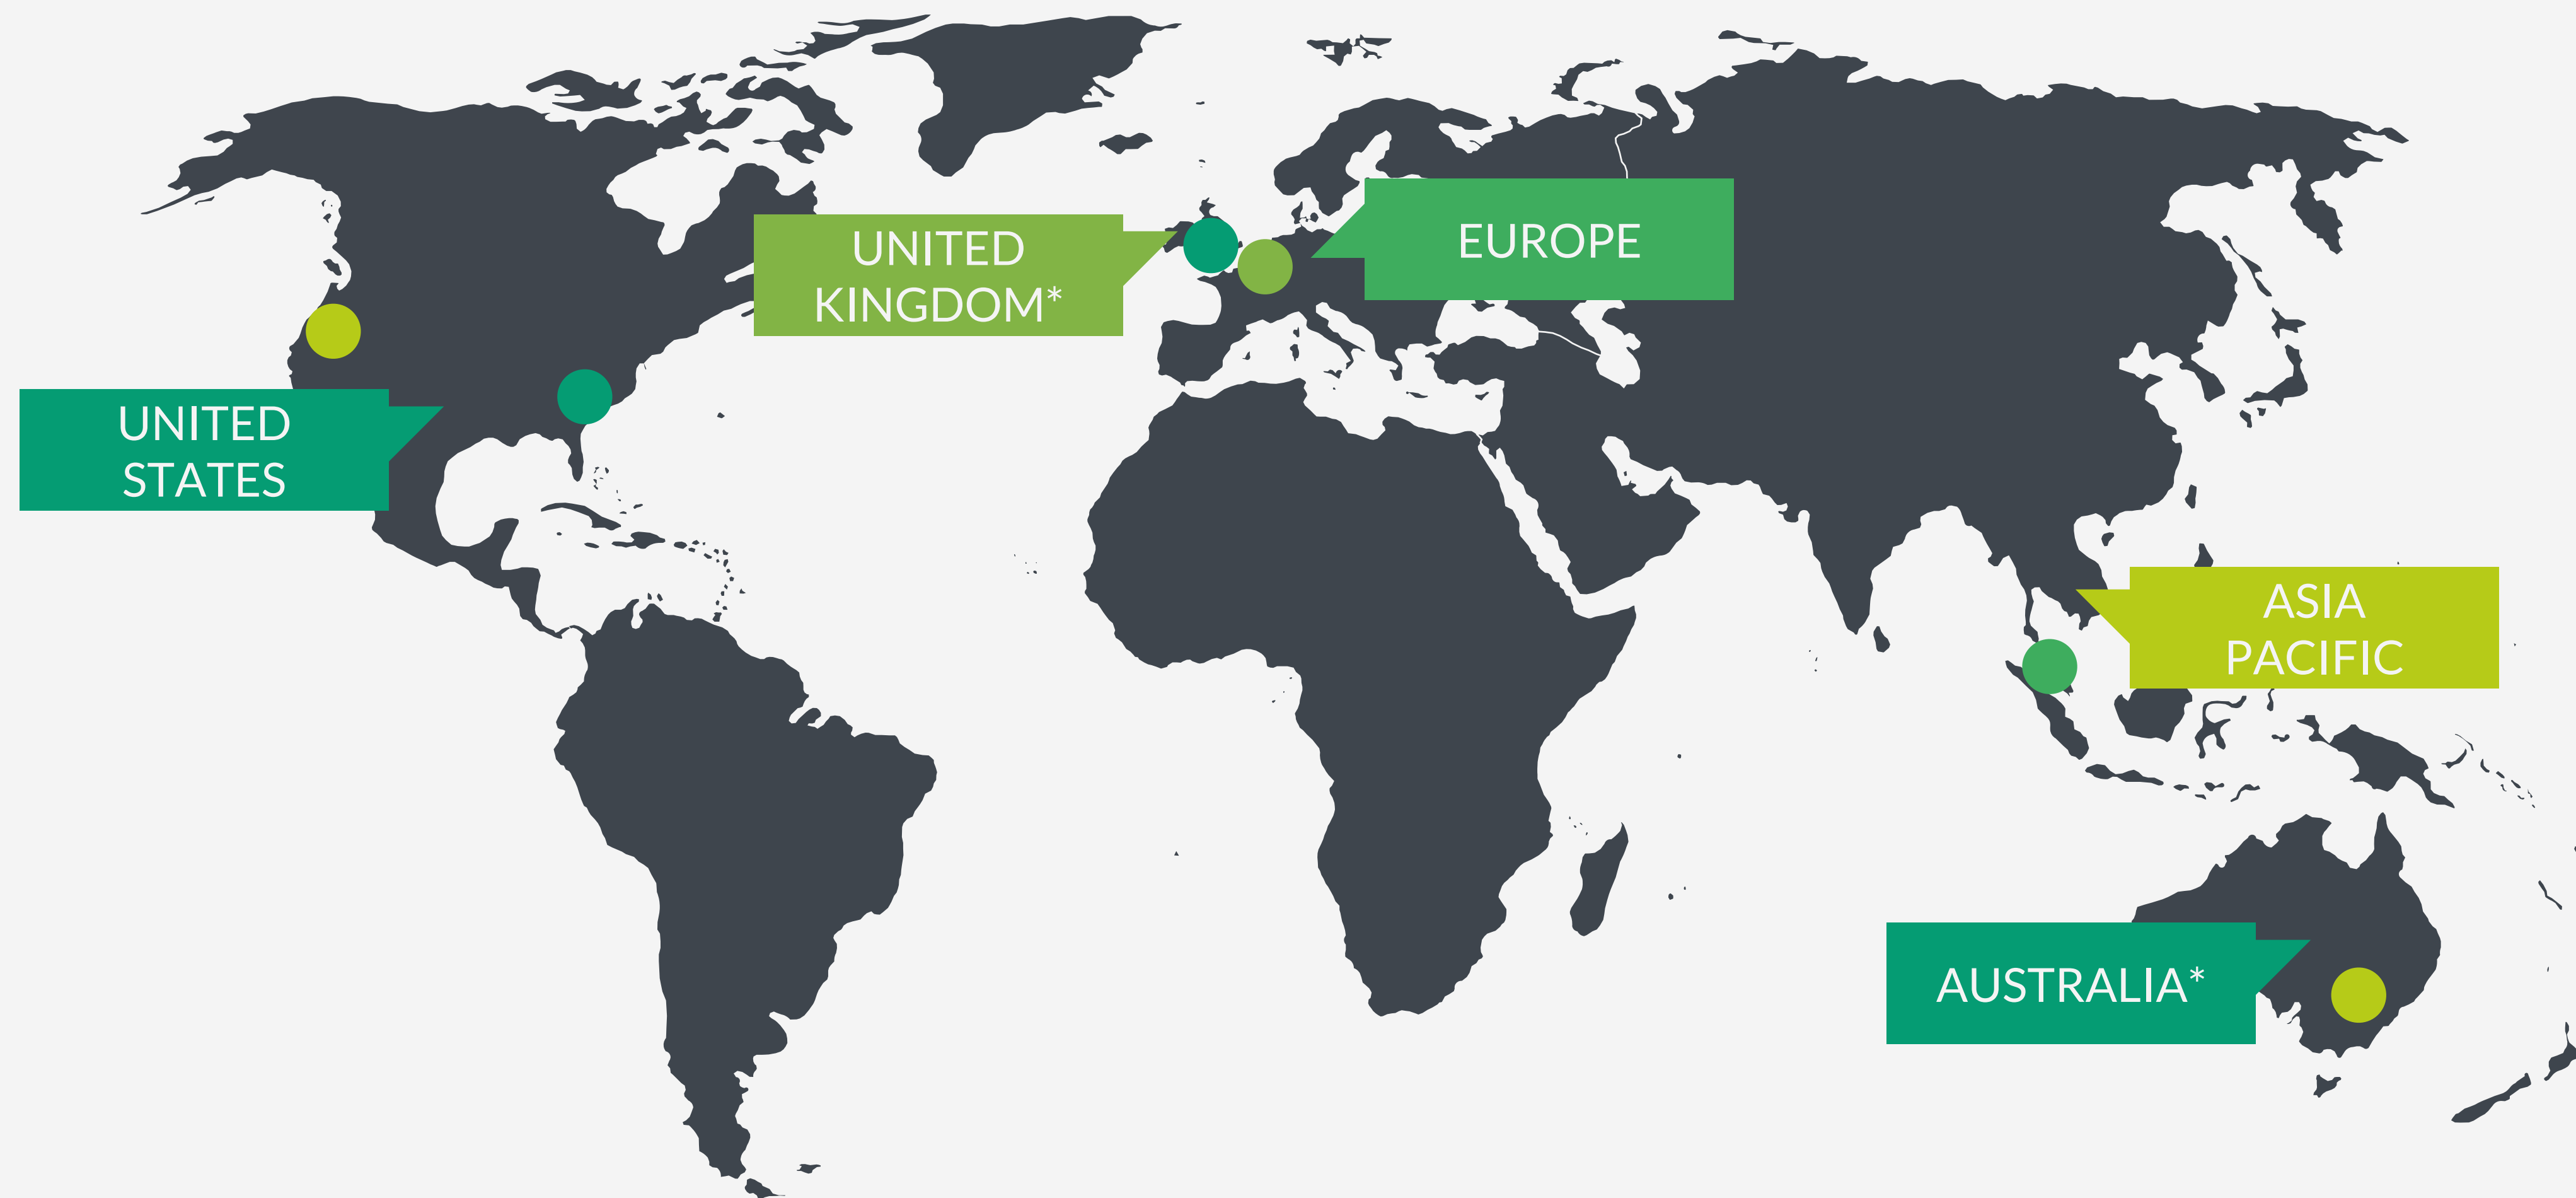 EUROPE
UNITED
KINGDOM*
UNITED
STATES
ASIA
PACIFIC
AUSTRALIA*